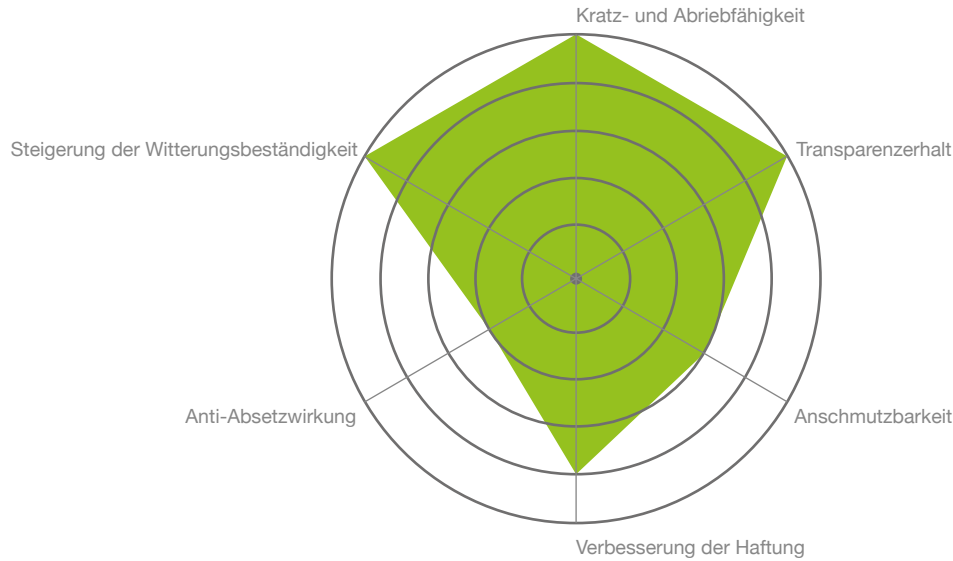 Kratz- und Abriebfähigkeit
Steigerung der Witterungsbeständigkeit
Transparenzerhalt
Anti-Absetzwirkung
Anschmutzbarkeit
Verbesserung der Haftung